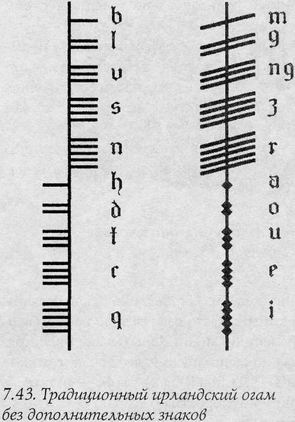 b
l
v
s
n
h
d
t
c
q
m
g
ng
z
r
a
o
u
e
i
7.43. Традиционный ирландский огам
без дополнительных знаков